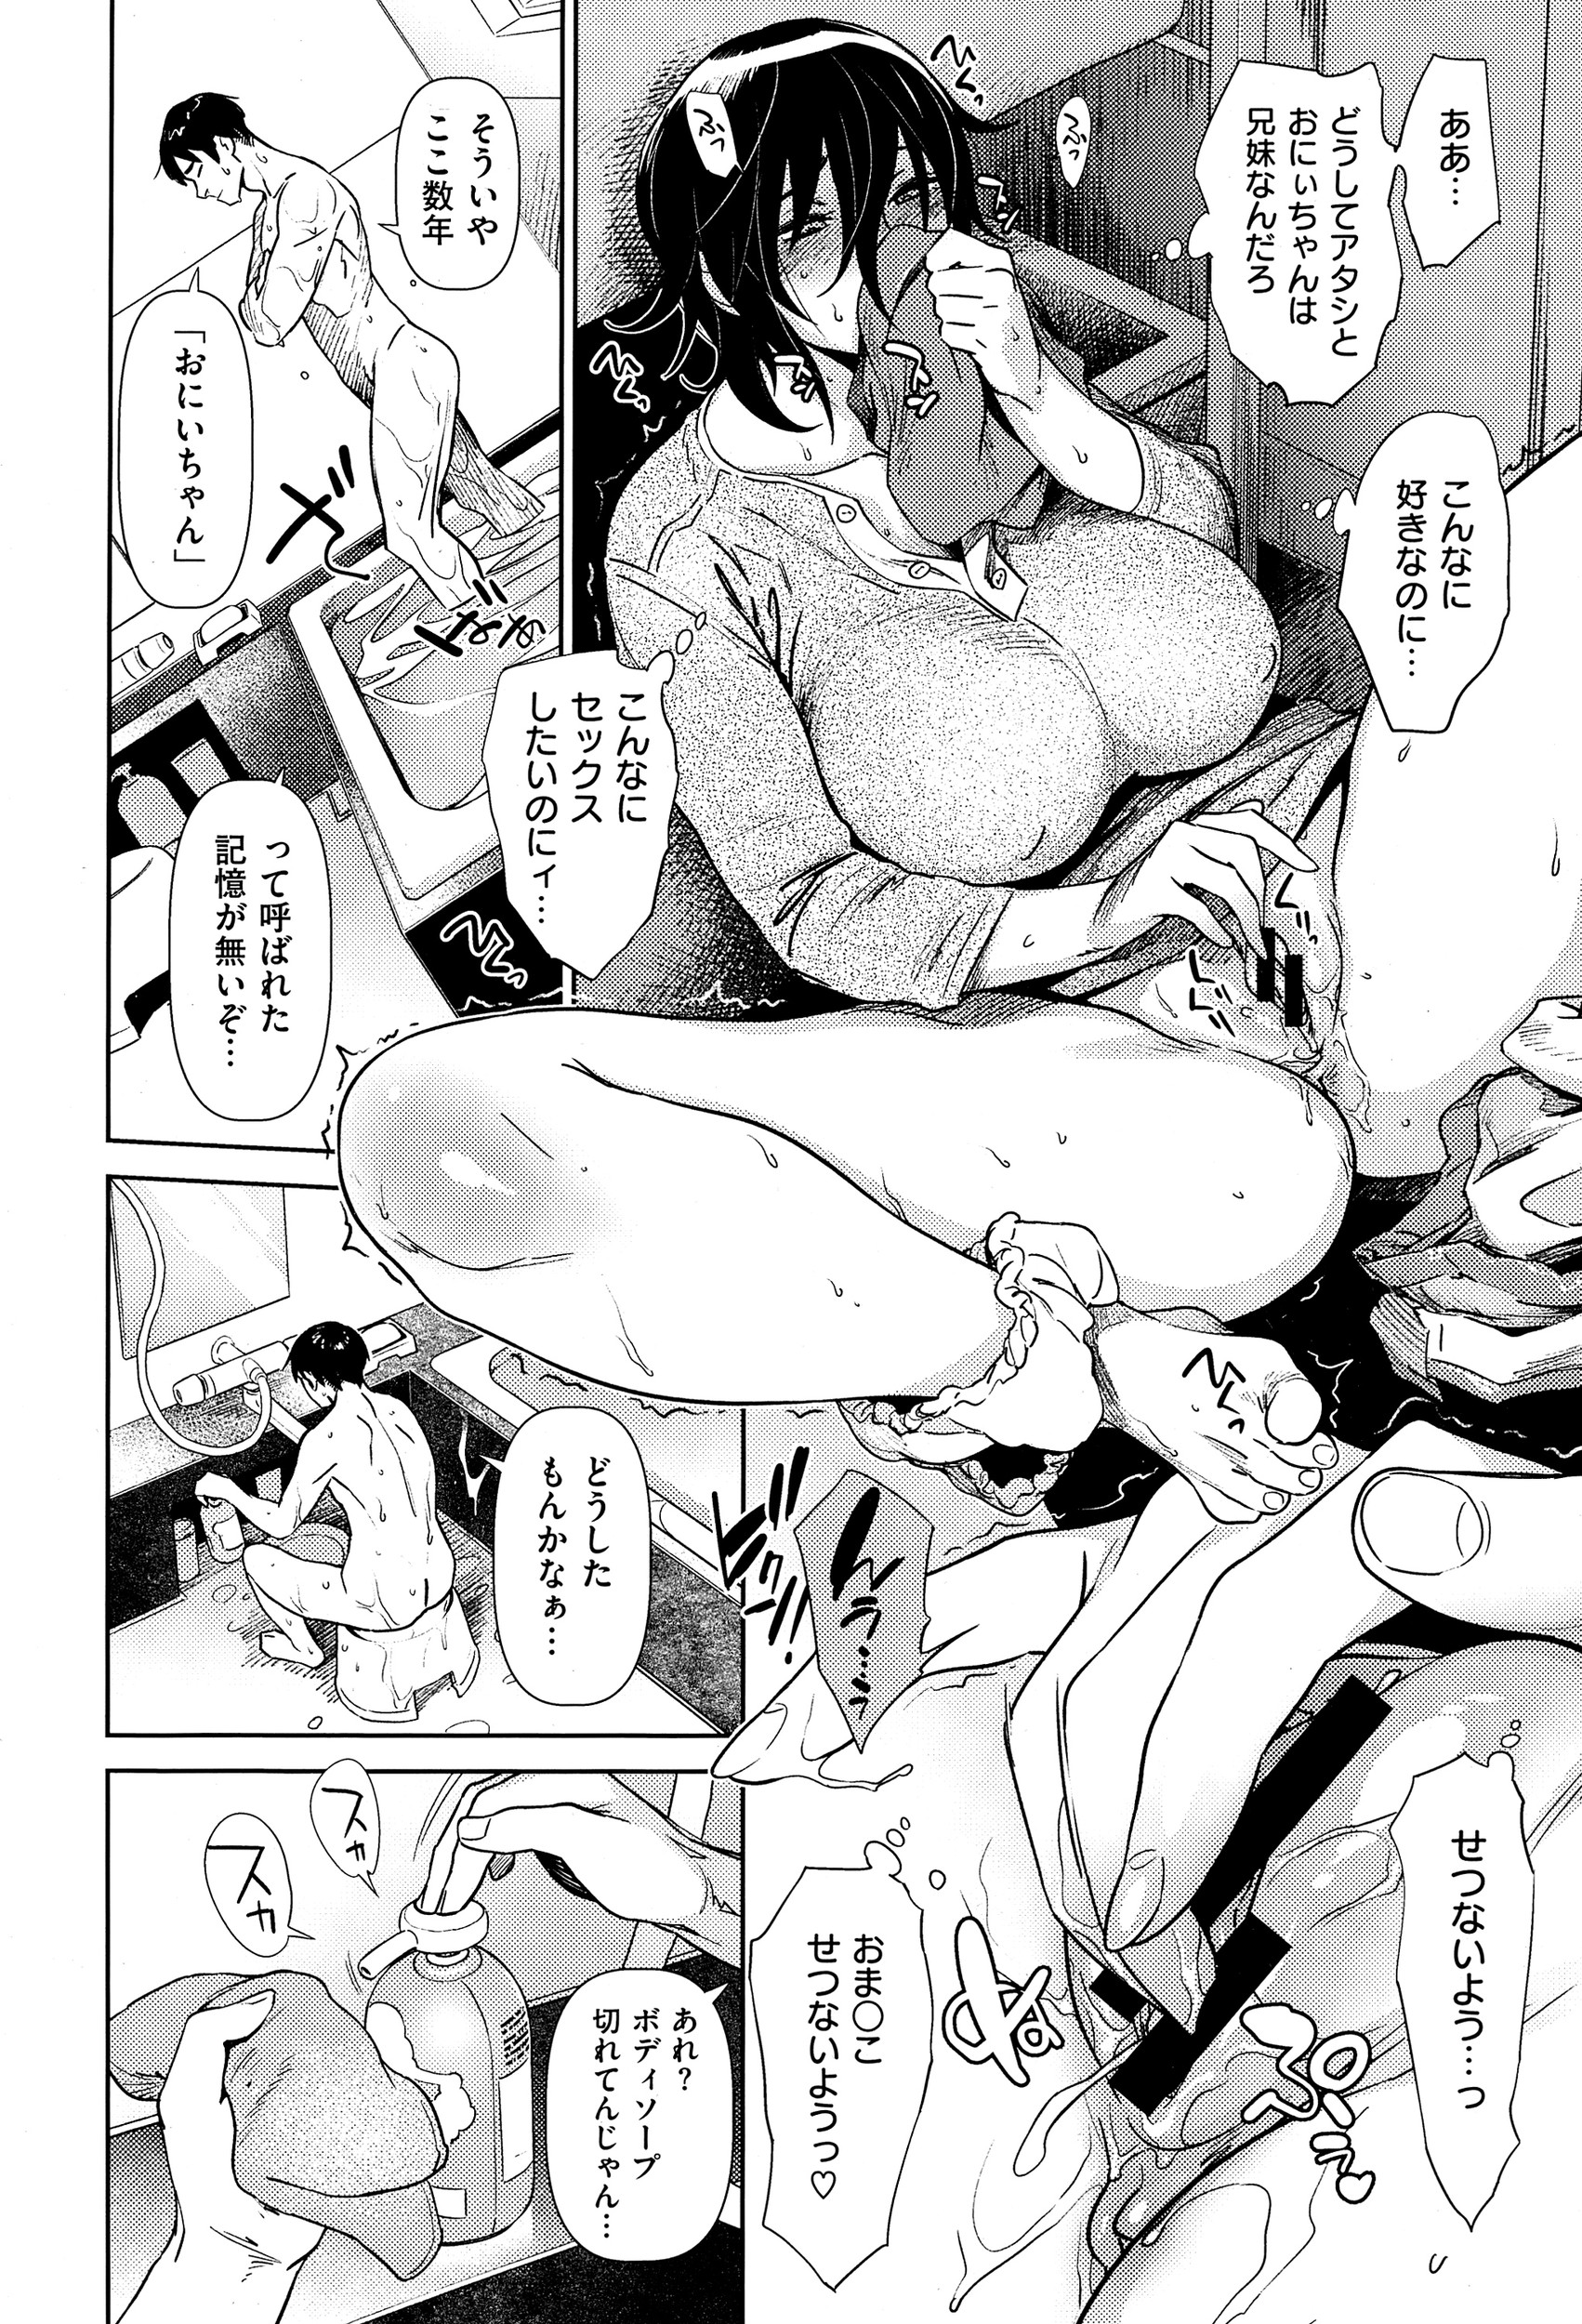 ああ…
どうしてアタシと
おにぃちゃんは
兄妹なんだろ
こんなに
好きなのに…
ふぅ
ふっ
こんなに
セックス
したいのにィ…
せつないよう…っ
おま○こ
せつないようっ♡
そういや
ここ数年
「おにいちゃん」
って呼ばれた
記憶が無いぞ…
どうした
もんかなぁ…
スカ
スカ
あれ?
ボディソープ
切れてんじゃん…